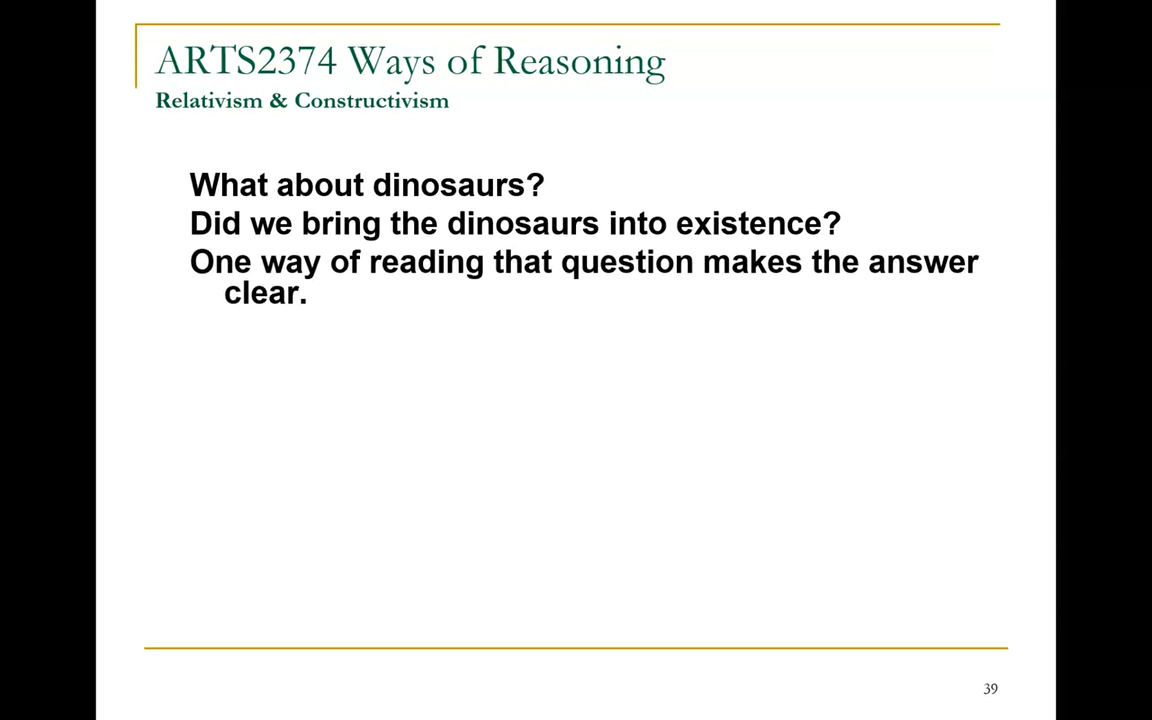 ARTS2374 Ways of Reasoning
Relativism & Constructivism
What about dinosaurs?
Did we bring the dinosaurs into existence?
One way of reading that question makes the answer
clear.
39